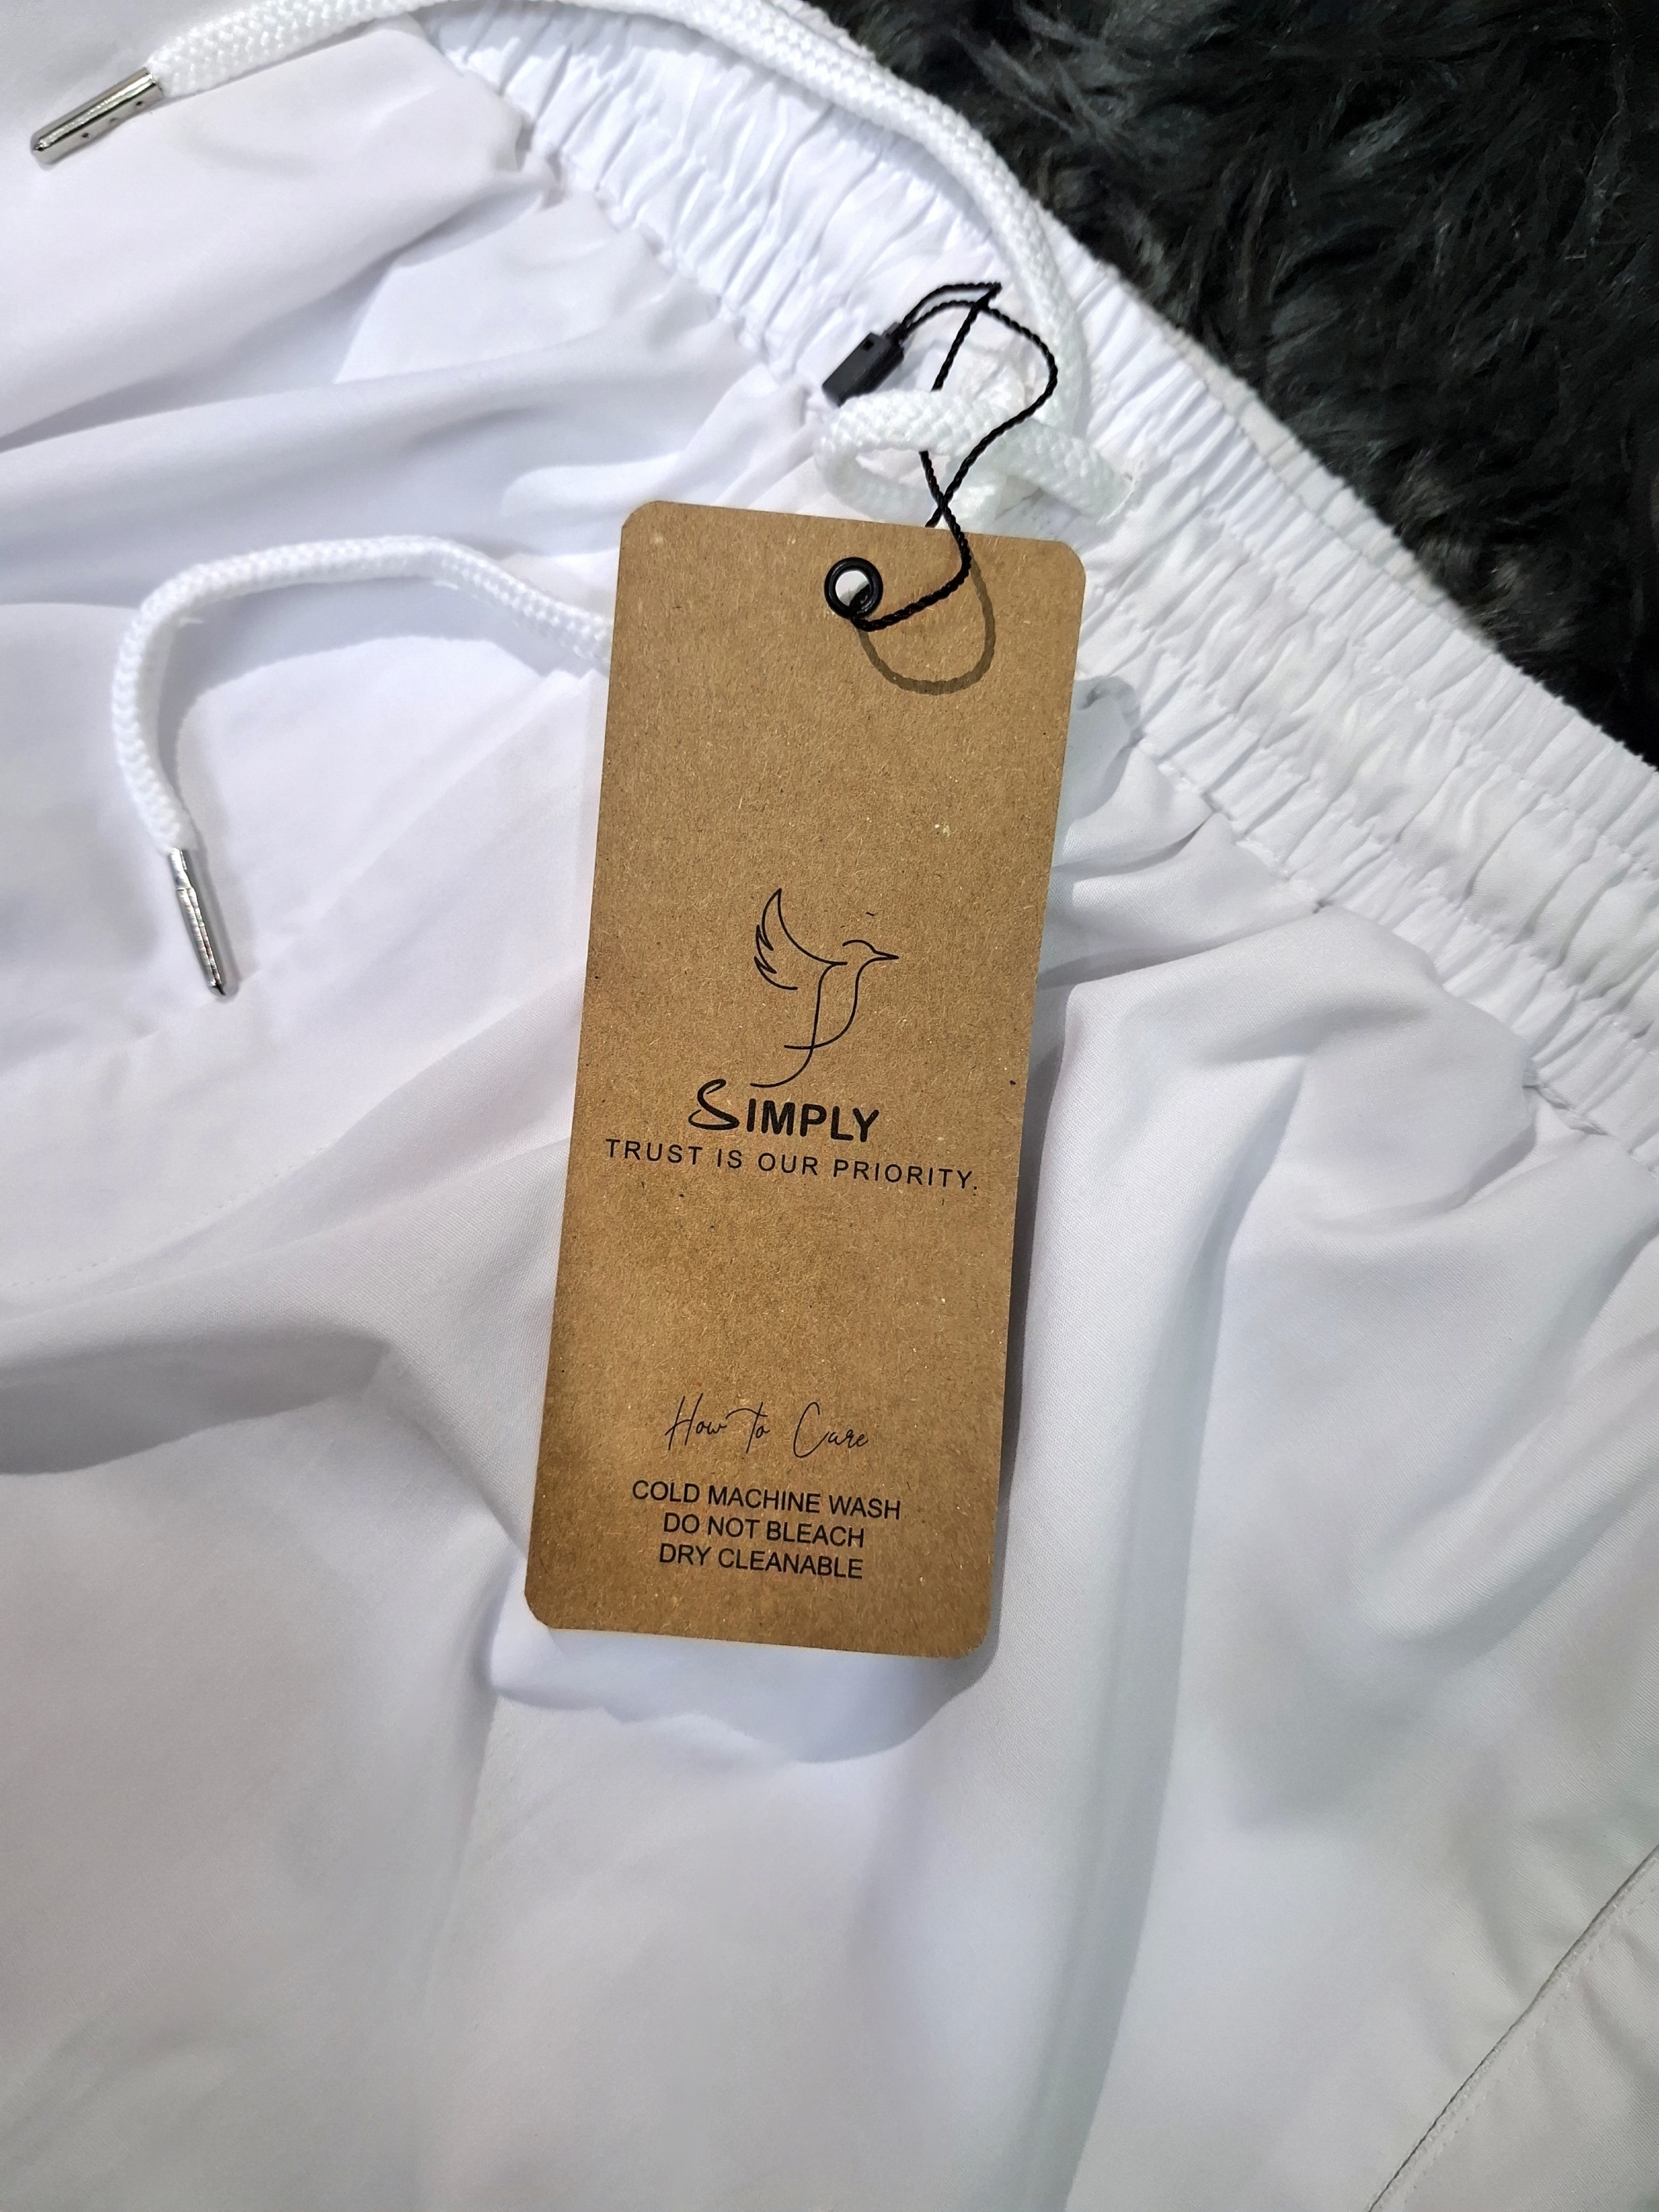 SIMPLY
TRUST IS OUR PRIORITY.
How to Care
COLD MACHINE WASH
DO NOT BLEACH
DRY CLEANABLE